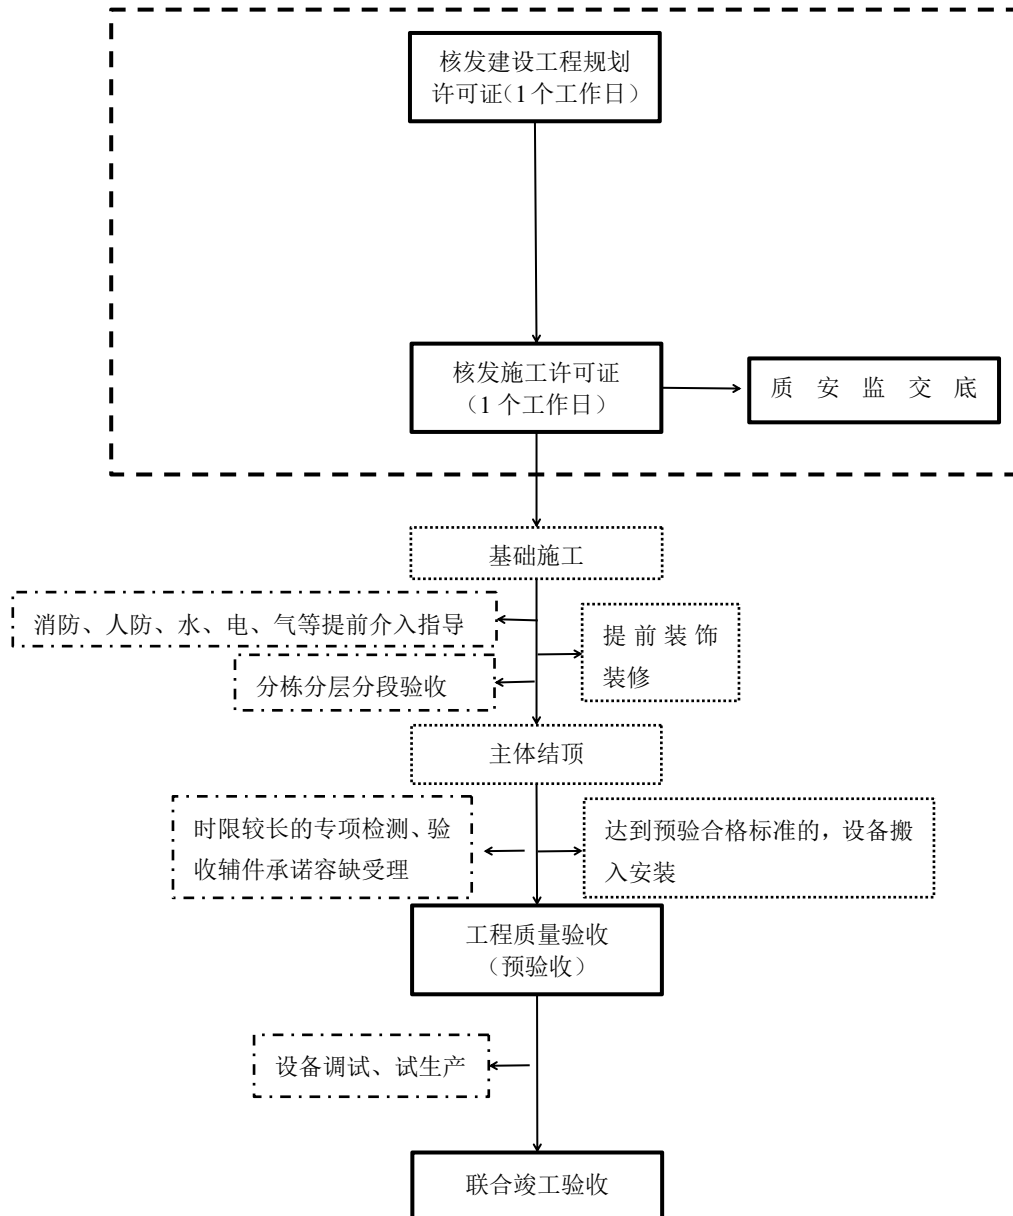 核发建设工程规划
许可证（1个工作日）
核发施工许可证
（1 个工作日）
质安监交底
基础施工
消防、人防、水、电、气等提前介入指导
提前装饰
装修
分栋分层分段验收
主体结顶
时限较长的专项检测、验
收辅件承诺容缺受理
达到预验合格标准的，设备搬
入安装
工程质量验收
（预验收）
设备调试、试生产
联合竣工验收